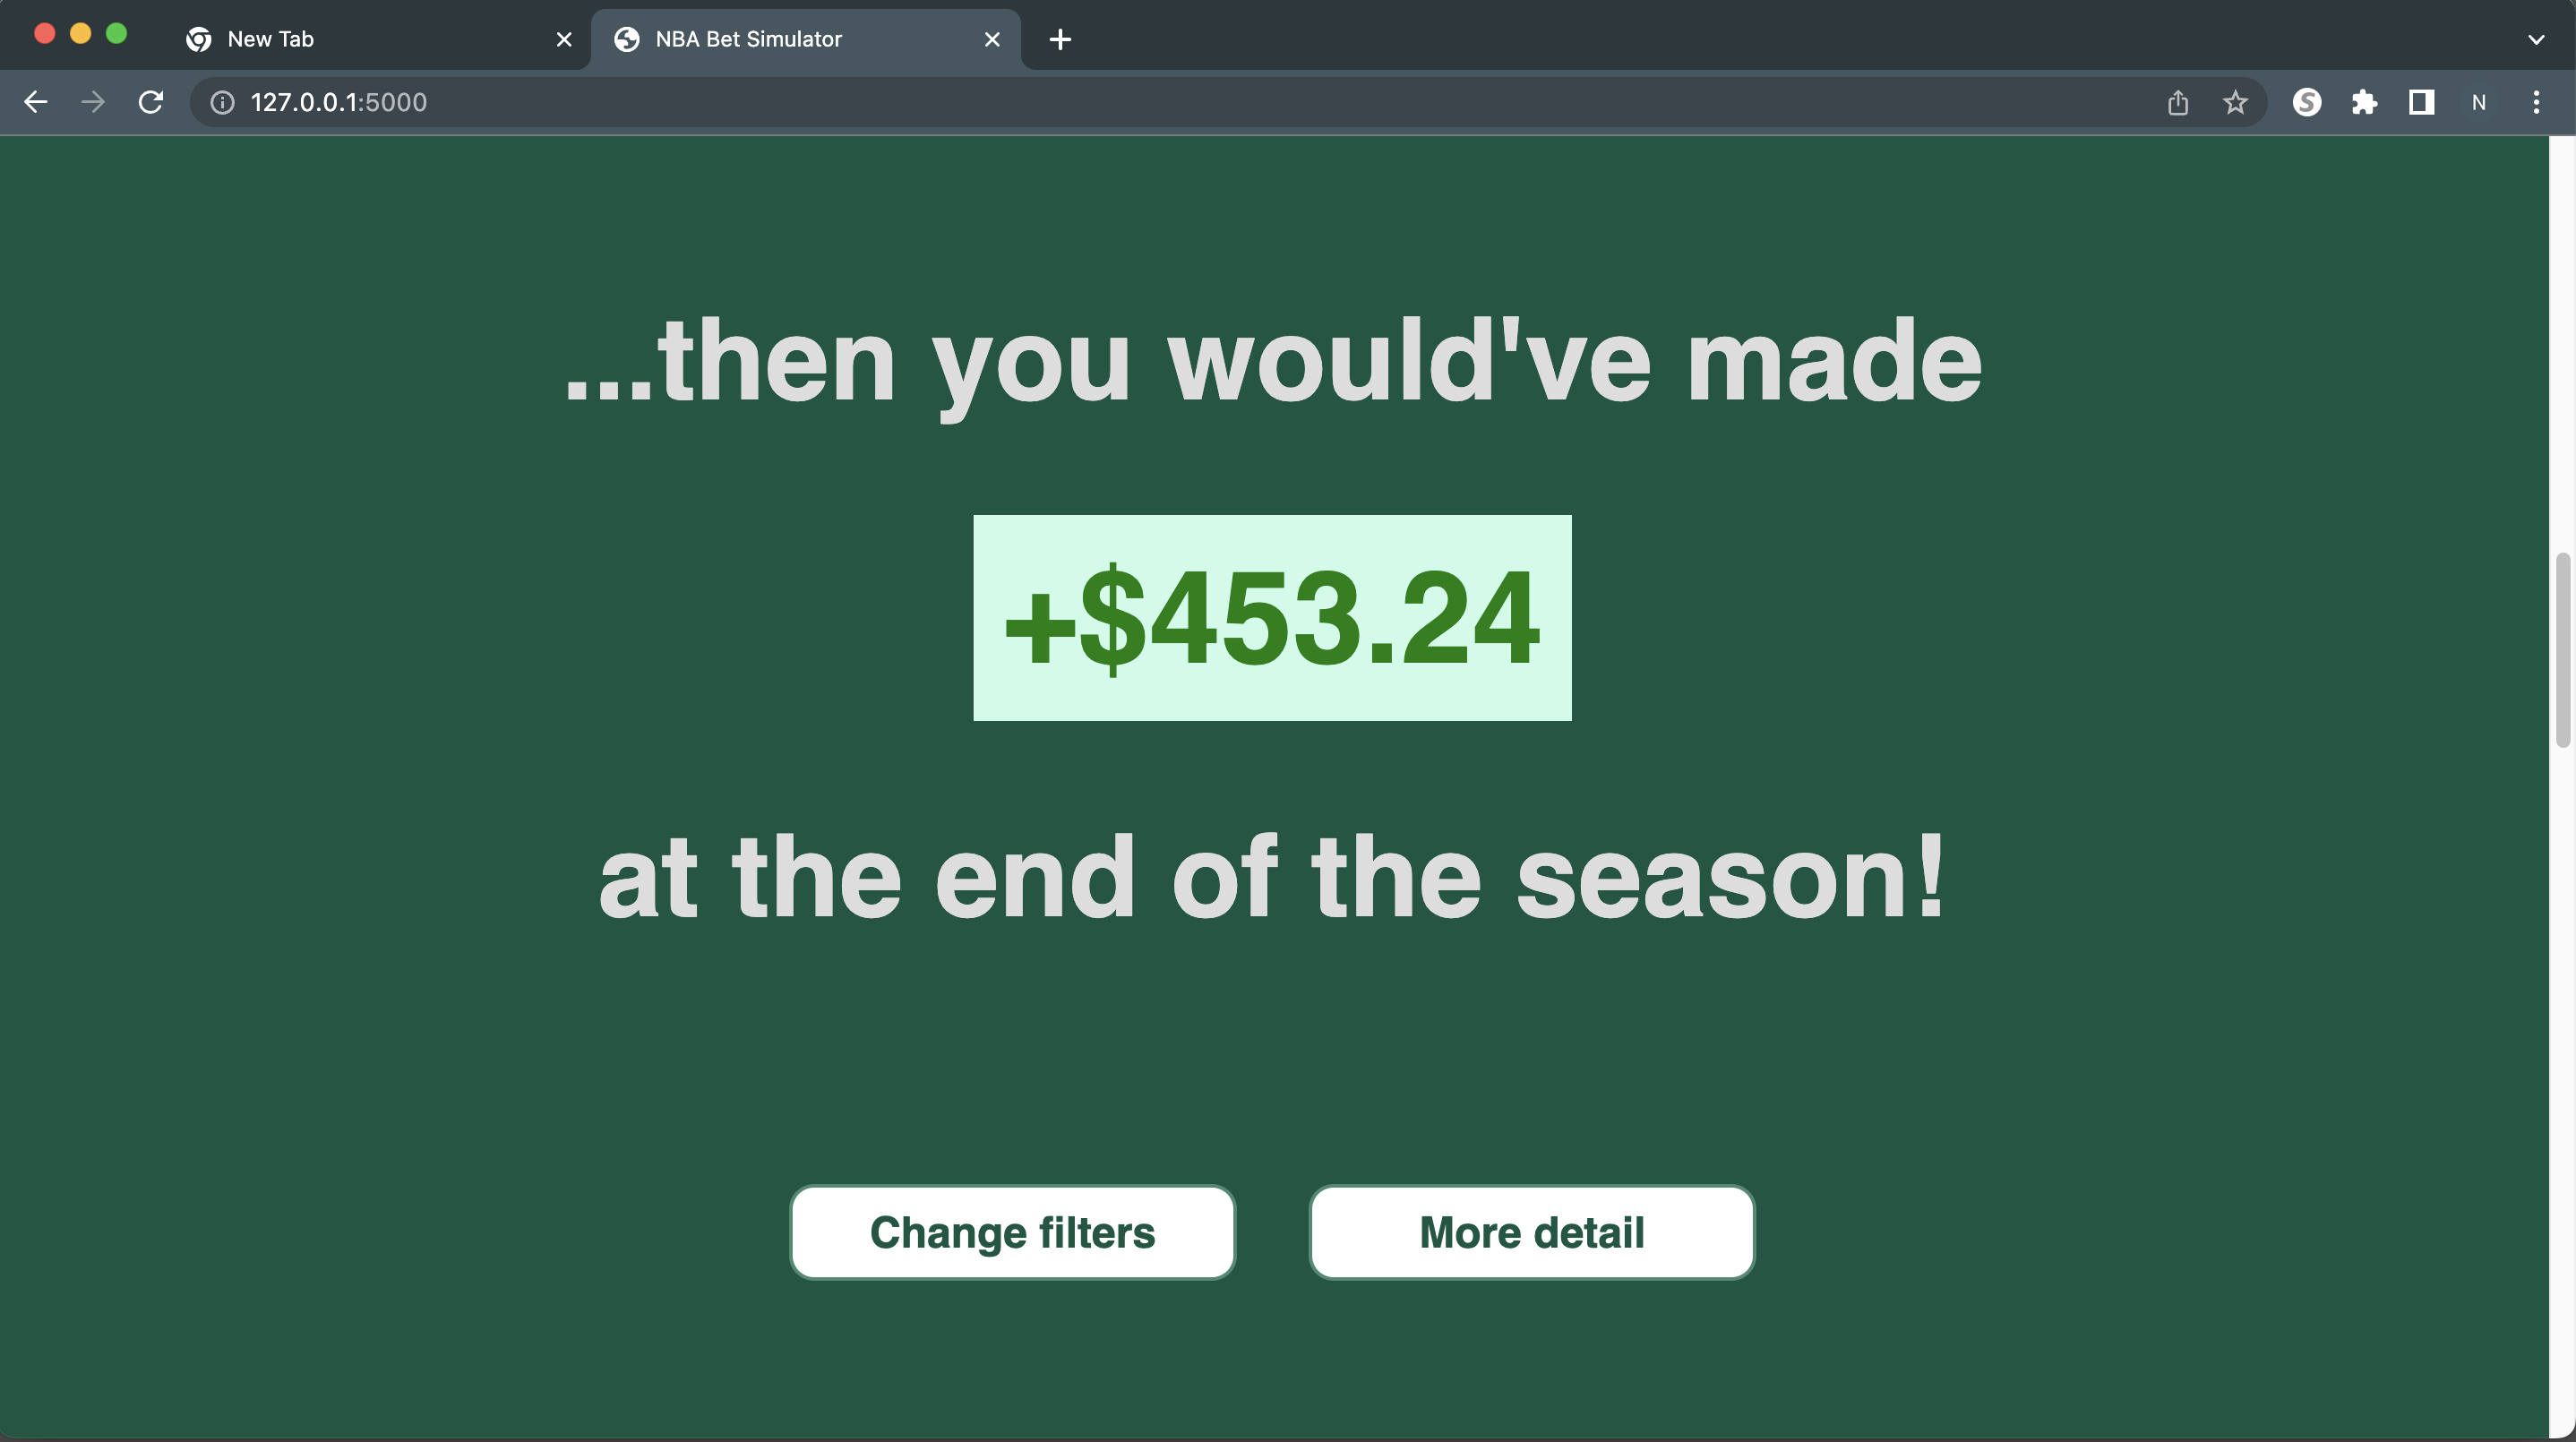 New Tab
NBA Bet Simulator
127.0.0.1:5000
S
N
...then you would've made
+$453.24
at the end of the season!
Change filters
More detail